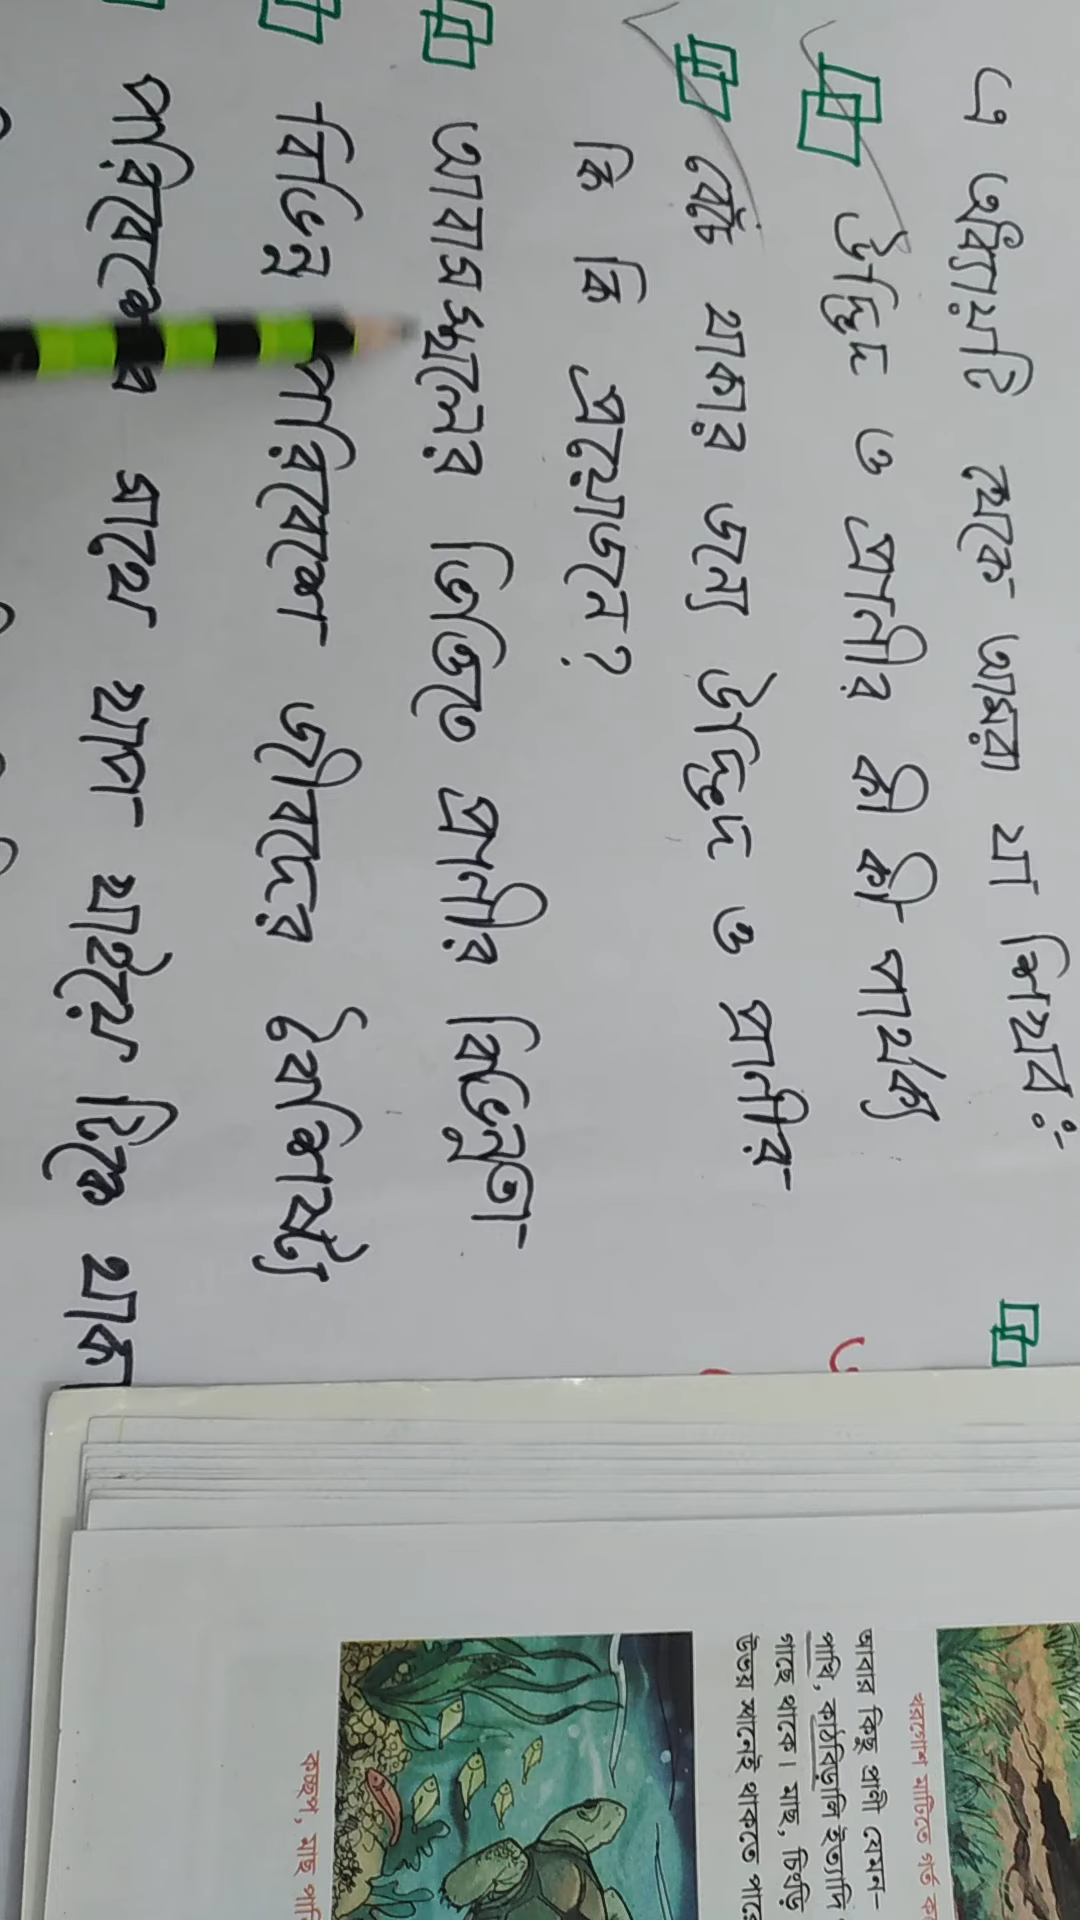 এ অধ্যায়টি থেকে আমরা যা শিখব ঃ-
উদ্ভিদ ও প্রানীর কী কী পার্থক্য
বেঁচে থাকার জন্য উদ্ভিদ ও প্রানীর
কি কি প্রয়োজন?
আবাসস্থলের ভিত্তিতে প্রানীর বিভিন্নতা
বিভিন্ন পরিবেশে জীবদের বৈশিষ্ট্য
পরিবেশের সাথে খাপ খাইয়ে টিকে থাকা
খরগোশ মাটিতে গর্ত
আবার কিছু প্রাণী যেমন-
পাখি, কাঠবিড়ালি ইত্যাদি
গাছে থাকে। মাছ, চিংড়ি
উভয় স্থানেই থাকতে পারে
কচ্ছপ, মাছ